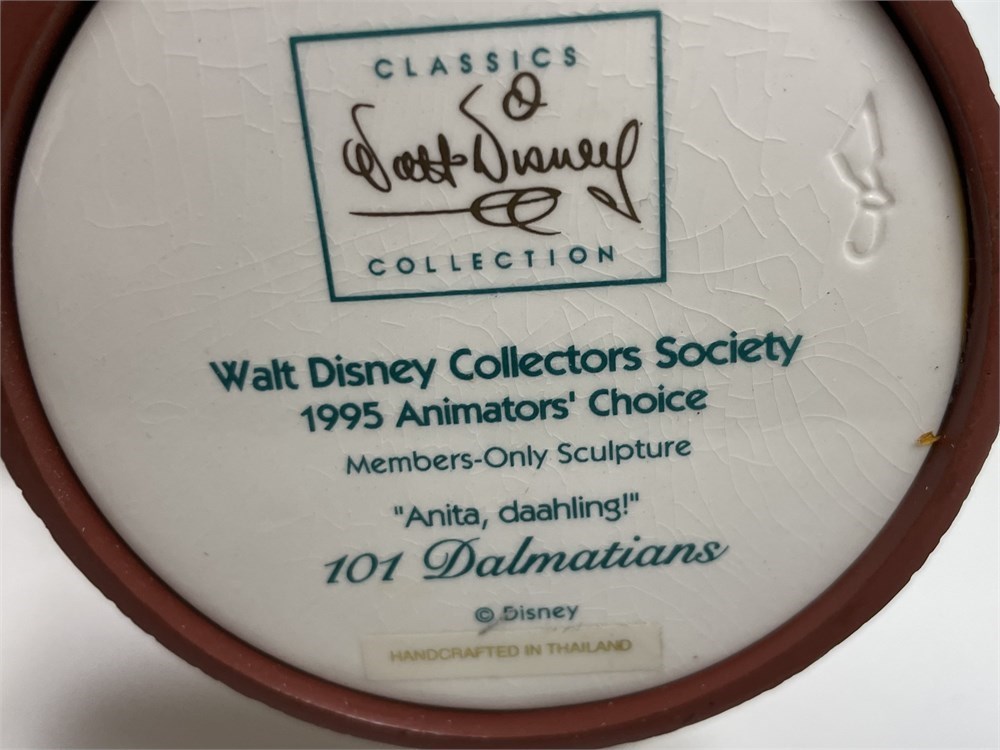 CLASSICS
Walt Disney
COLLECTION
Walt Disney Collectors Society
1995 Animators' Choice
Members-Only Sculpture
"Anita, daahling!"
101 Dalmatians
© Disney
HANDCRAFTED IN THAILAND